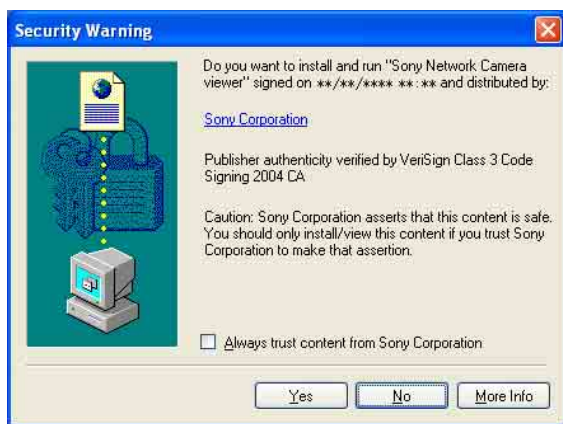 Security Warning
Do you want to install and run "Sony Network Camera
viewer" signed on **/**/**** **:** and distributed by:
Sony Corporation
Publisher authenticity verified by VeriSign Class 3 Code
Signing 2004 CA
Caution: Sony Corporation asserts that this content is safe.
You should only install/view this content if you trust Sony
Corporation to make that assertion.
Always trust content from Sony Corporation
Yes
No
More Info